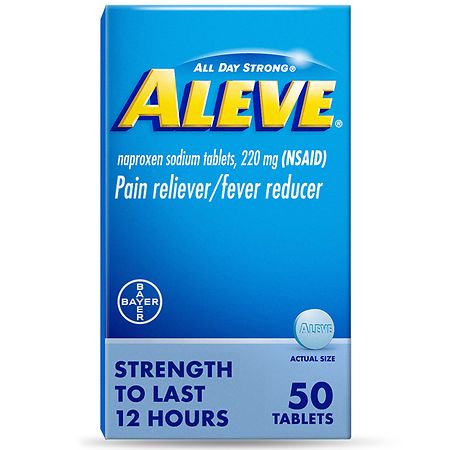 ALL DAY STRONG®
ALEVE®
naproxen sodium tablets, 220 mg (NSAID)
Pain reliever/fever reducer
BAYER
BAYER
ALEVE
ACTUAL SIZE
STRENGTH
TO LAST
12 HOURS
50
TABLETS